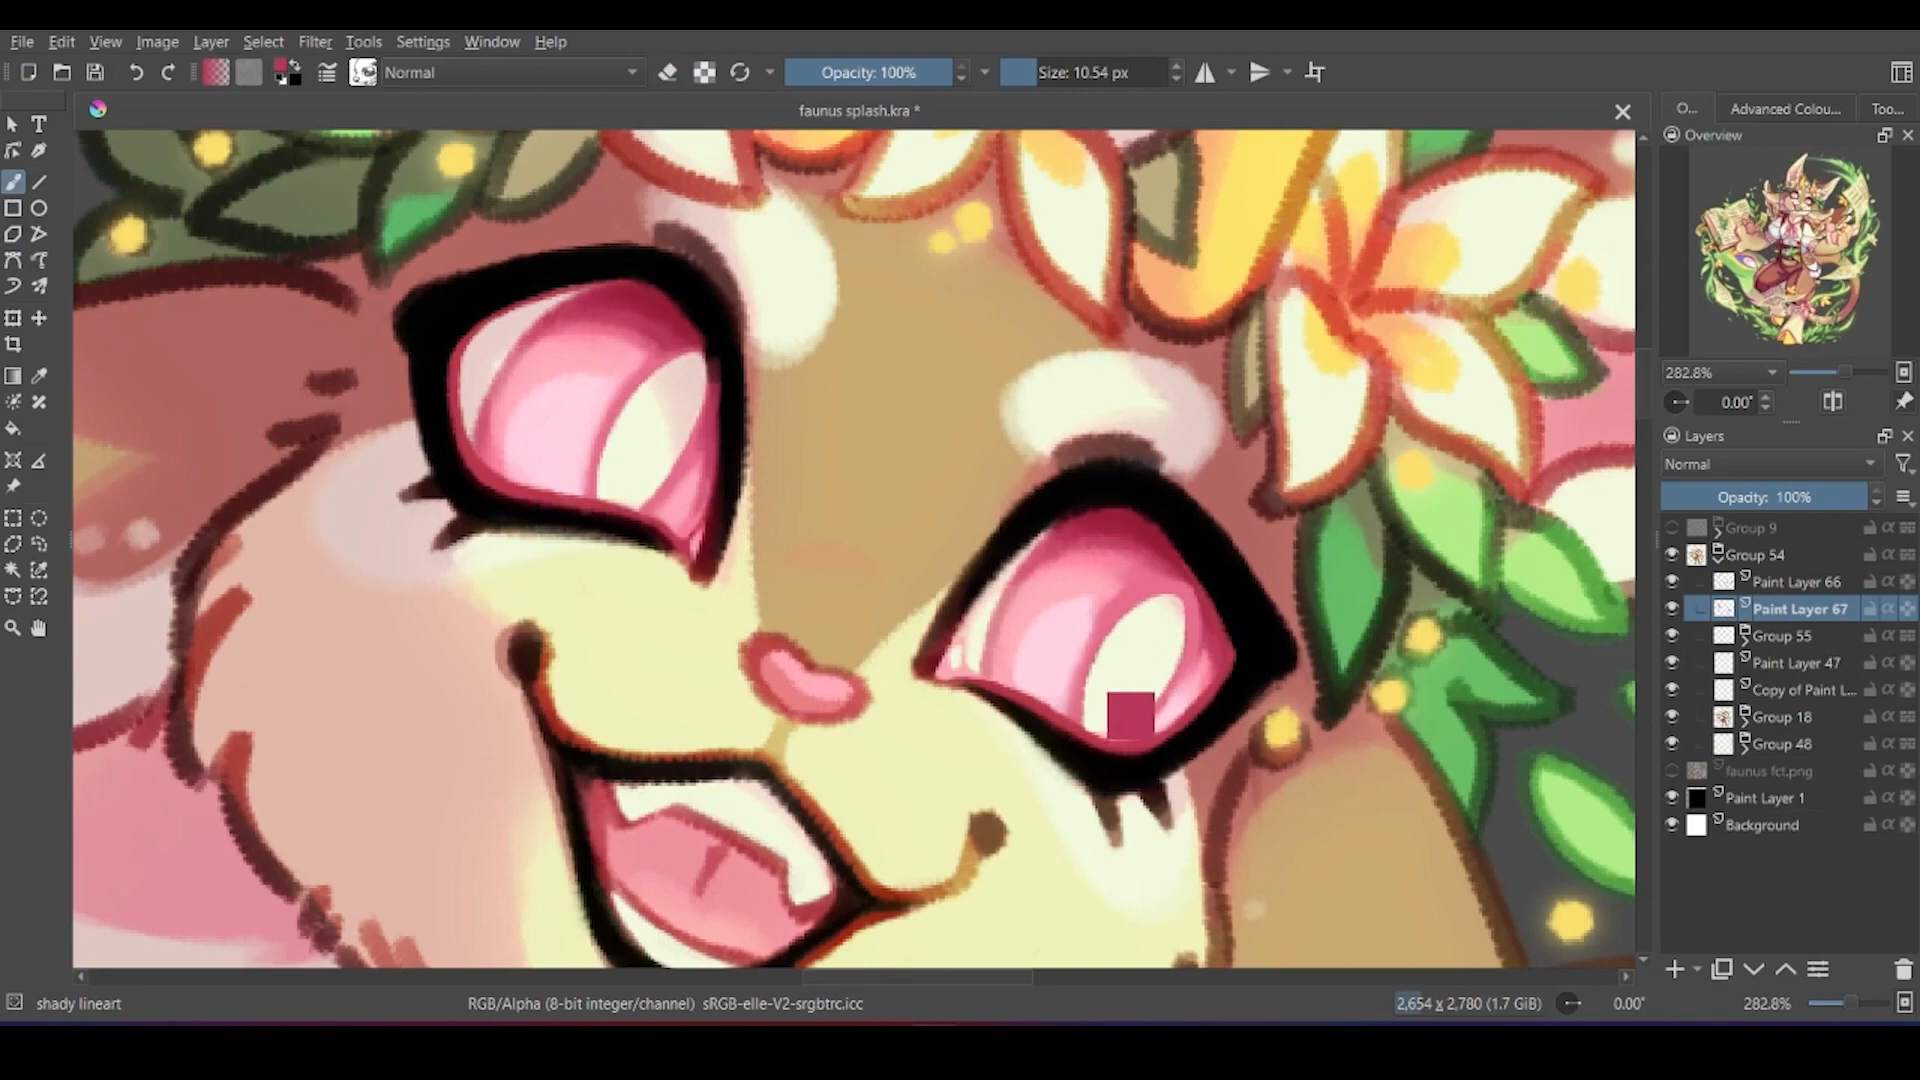 File Edit View Image Layer Select Filter Tools Settings Window Help
Normal Opacity: 100% Size: 10.54 px
faunus splash.kra *
O... Advanced Colou... Too...
Overview
282.8%
0.00°
Layers
Normal
Opacity: 100%
Group 9
Group 54
Paint Layer 66
Paint Layer 67
Group 55
Paint Layer 47
Copy of Paint L...
Group 18
Group 48
faunus fct.png
Paint Layer 1
Background
shady lineart RGB/Alpha (8-bit integer/channel) sRGB-elle-V2-srgbtrc.icc 2,654 x 2,780 (1.7 GiB) 0.00° 282.8%